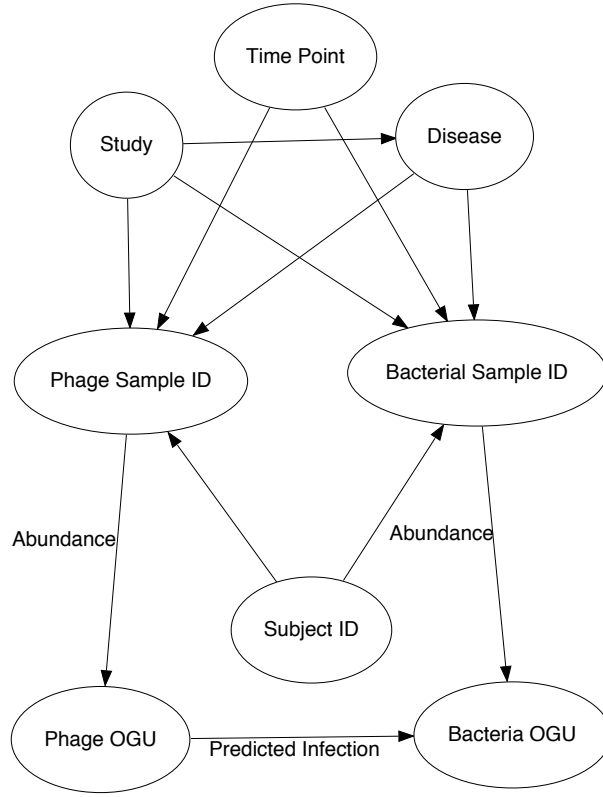 Time Point
Study
Disease
Phage Sample ID
Bacterial Sample ID
Abundance
Abundance
Subject ID
Phage OGU
Predicted Infection
Bacteria OGU